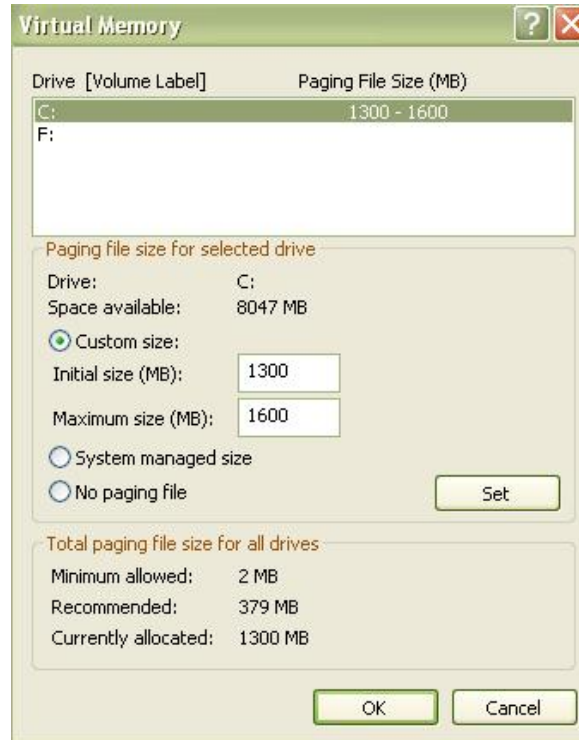 Virtual Memory
Drive [Volume Label] Paging File Size (MB)
C: 1300 - 1600
F:
Paging file size for selected drive
Drive: C:
Space available: 8047 MB
Custom size:
Initial size (MB): 1300
Maximum size (MB): 1600
System managed size
No paging file Set
Total paging file size for all drives
Minimum allowed: 2 MB
Recommended: 379 MB
Currently allocated: 1300 MB
OK Cancel